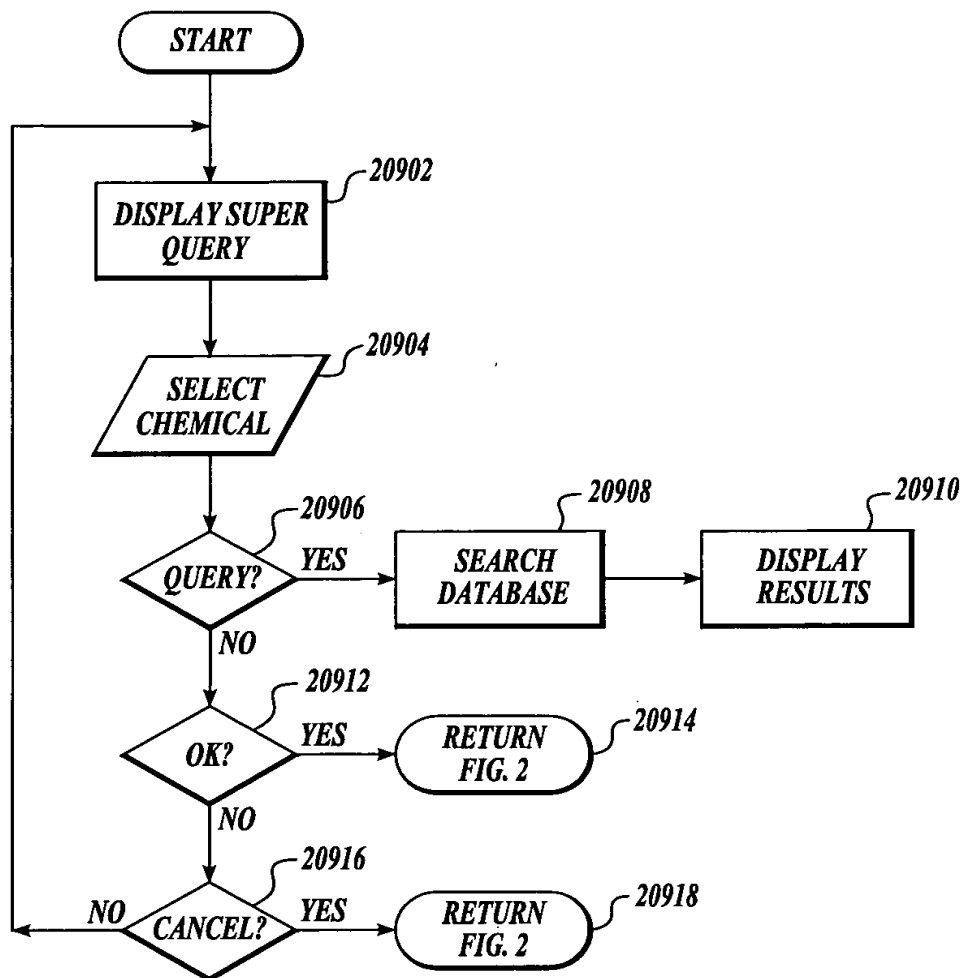 START
20902
DISPLAY SUPER
QUERY
20904
SELECT
CHEMICAL
20906
QUERY?
YES
NO
20908
SEARCH
DATABASE
20910
DISPLAY
RESULTS
20912
OK?
YES
NO
RETURN
FIG. 2
20914
20916
CANCEL?
NO
YES
RETURN
FIG. 2
20918